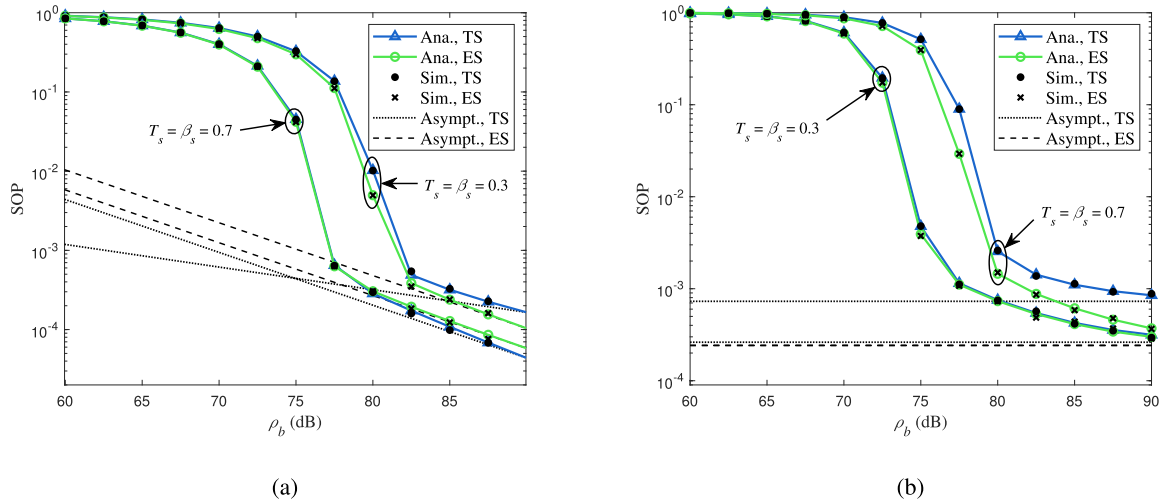 10^0
10^-1
10^-2
10^-3
10^-4
SOP
60 65 70 75 80 85
ρ_b (dB)
Ana., TS
Ana., ES
Sim., TS
Sim., ES
Asympt., TS
Asympt., ES
T_s = β_s = 0.7
T_s = β_s = 0.3
(a)
10^0
10^-1
10^-2
10^-3
10^-4
SOP
60 65 70 75 80 85 90
ρ_b (dB)
Ana., TS
Ana., ES
Sim., TS
Sim., ES
Asympt., TS
Asympt., ES
T_s = β_s = 0.3
T_s = β_s = 0.7
(b)